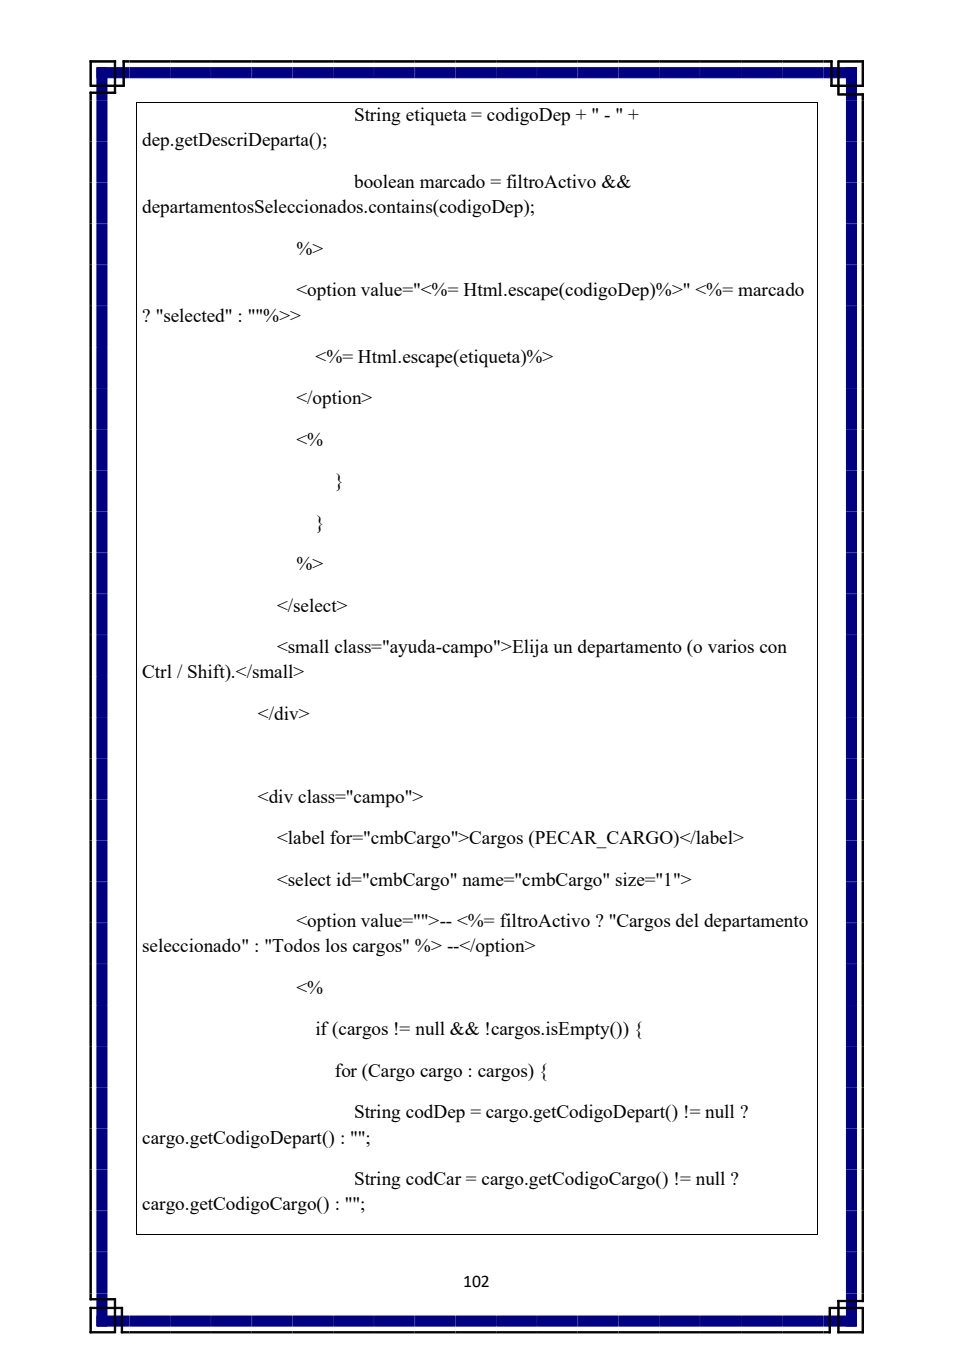 String etiqueta = codigoDep + " - " +
dep.getDescriDeparta();
boolean marcado = filtroActivo &&
departamentosSeleccionados.contains(codigoDep);
%>
<option value="<%= Html.escape(codigoDep)%>" <%= marcado
? "selected" : ""%>>
<%= Html.escape(etiqueta)%>
</option>
<%
}
}
%>
</select>
<small class="ayuda-campo">Elija un departamento (o varios con
Ctrl / Shift).</small>
</div>
<div class="campo">
<label for="cmbCargo">Cargos (PECAR_CARGO)</label>
<select id="cmbCargo" name="cmbCargo" size="1">
<option value="">-- <%= filtroActivo ? "Cargos del departamento
seleccionado" : "Todos los cargos" %> --</option>
<%
if (cargos != null && !cargos.isEmpty()) {
for (Cargo cargo : cargos) {
String codDep = cargo.getCodigoDepart() != null ?
cargo.getCodigoDepart() : "";
String codCar = cargo.getCodigoCargo() != null ?
cargo.getCodigoCargo() : "";
102